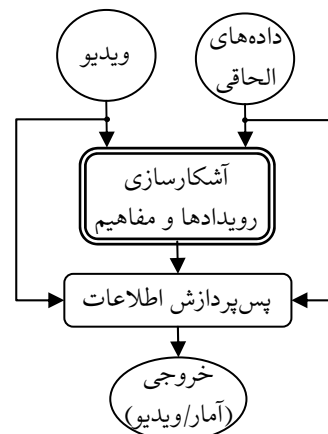 داده‌های
الحاقی
ویدیو
آشکارسازی
رویدادها و مفاهیم
پس‌پردازش اطلاعات
خروجی
(آمار/ویدیو)